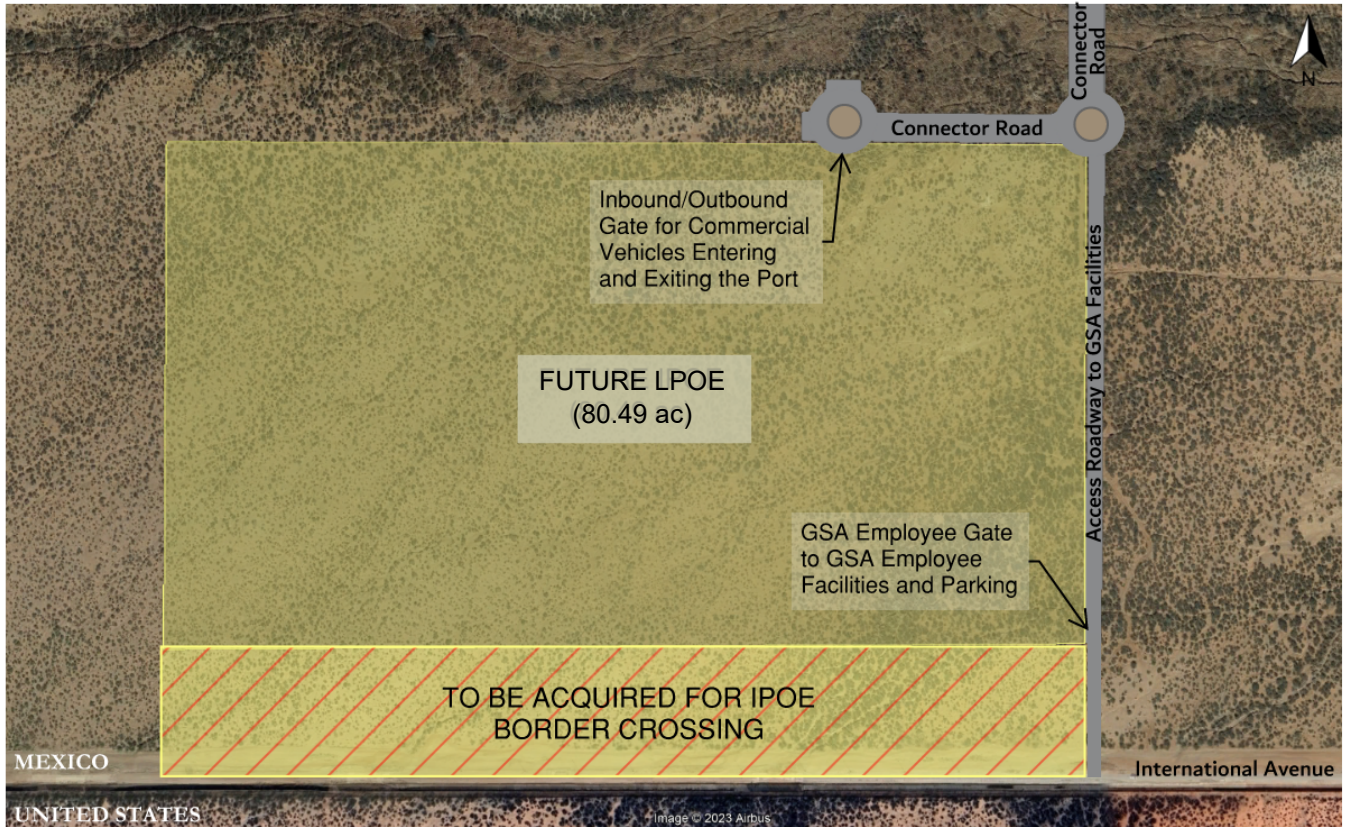 Connector
Road
N
Connector Road
Inbound/Outbound
Gate for Commercial
Vehicles Entering
and Exiting the Port
Access Roadway to GSA Facilities
FUTURE LPOE
(80.49 ac)
GSA Employee Gate
to GSA Employee
Facilities and Parking
TO BE ACQUIRED FOR IPOE
BORDER CROSSING
MEXICO
International Avenue
UNITED STATES
Image © 2023 Airbus